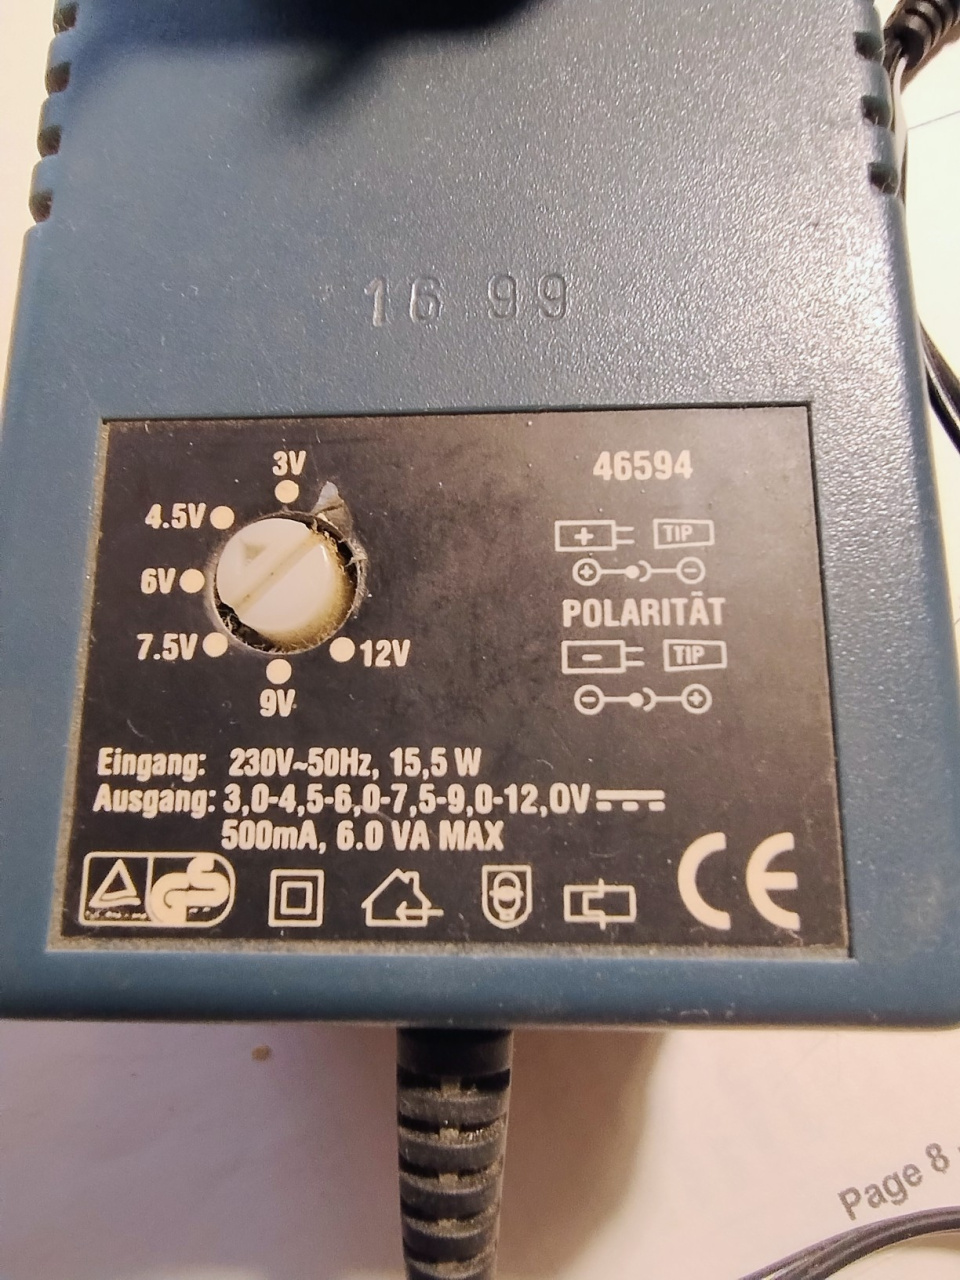 16 99
3V
46594
4.5V
+ TIP
6V
+ -
POLARITÄT
7.5V
12V
- TIP
9V
- +
Eingang: 230V~50Hz, 15,5 W
Ausgang: 3,0-4,5-6,0-7,5-9,0-12,0V
500mA, 6.0 VA MAX
CE
Page 8